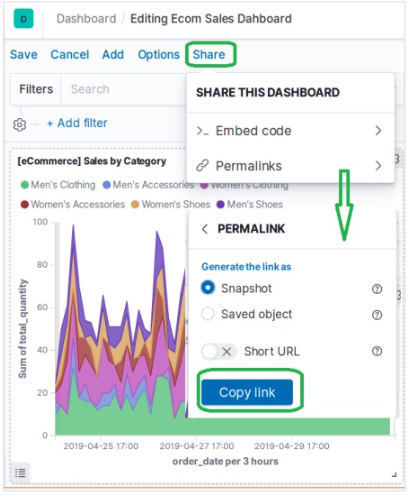 D Dashboard / Editing Ecom Sales Dahboard
Save Cancel Add Options Share
Filters Search
+ Add filter
SHARE THIS DASHBOARD
>_ Embed code
Permalinks
[eCommerce] Sales by Category
Men's Clothing Men's Accessories Women's Clothing
Women's Accessories Women's Shoes Men's Shoes
PERMALINK
Generate the link as
Snapshot
Saved object
Short URL
Copy link
Sum of total_quantity
100
80
60
40
20
0
2019-04-25 17:00 2019-04-27 17:00 2019-04-29 17:00
order_date per 3 hours